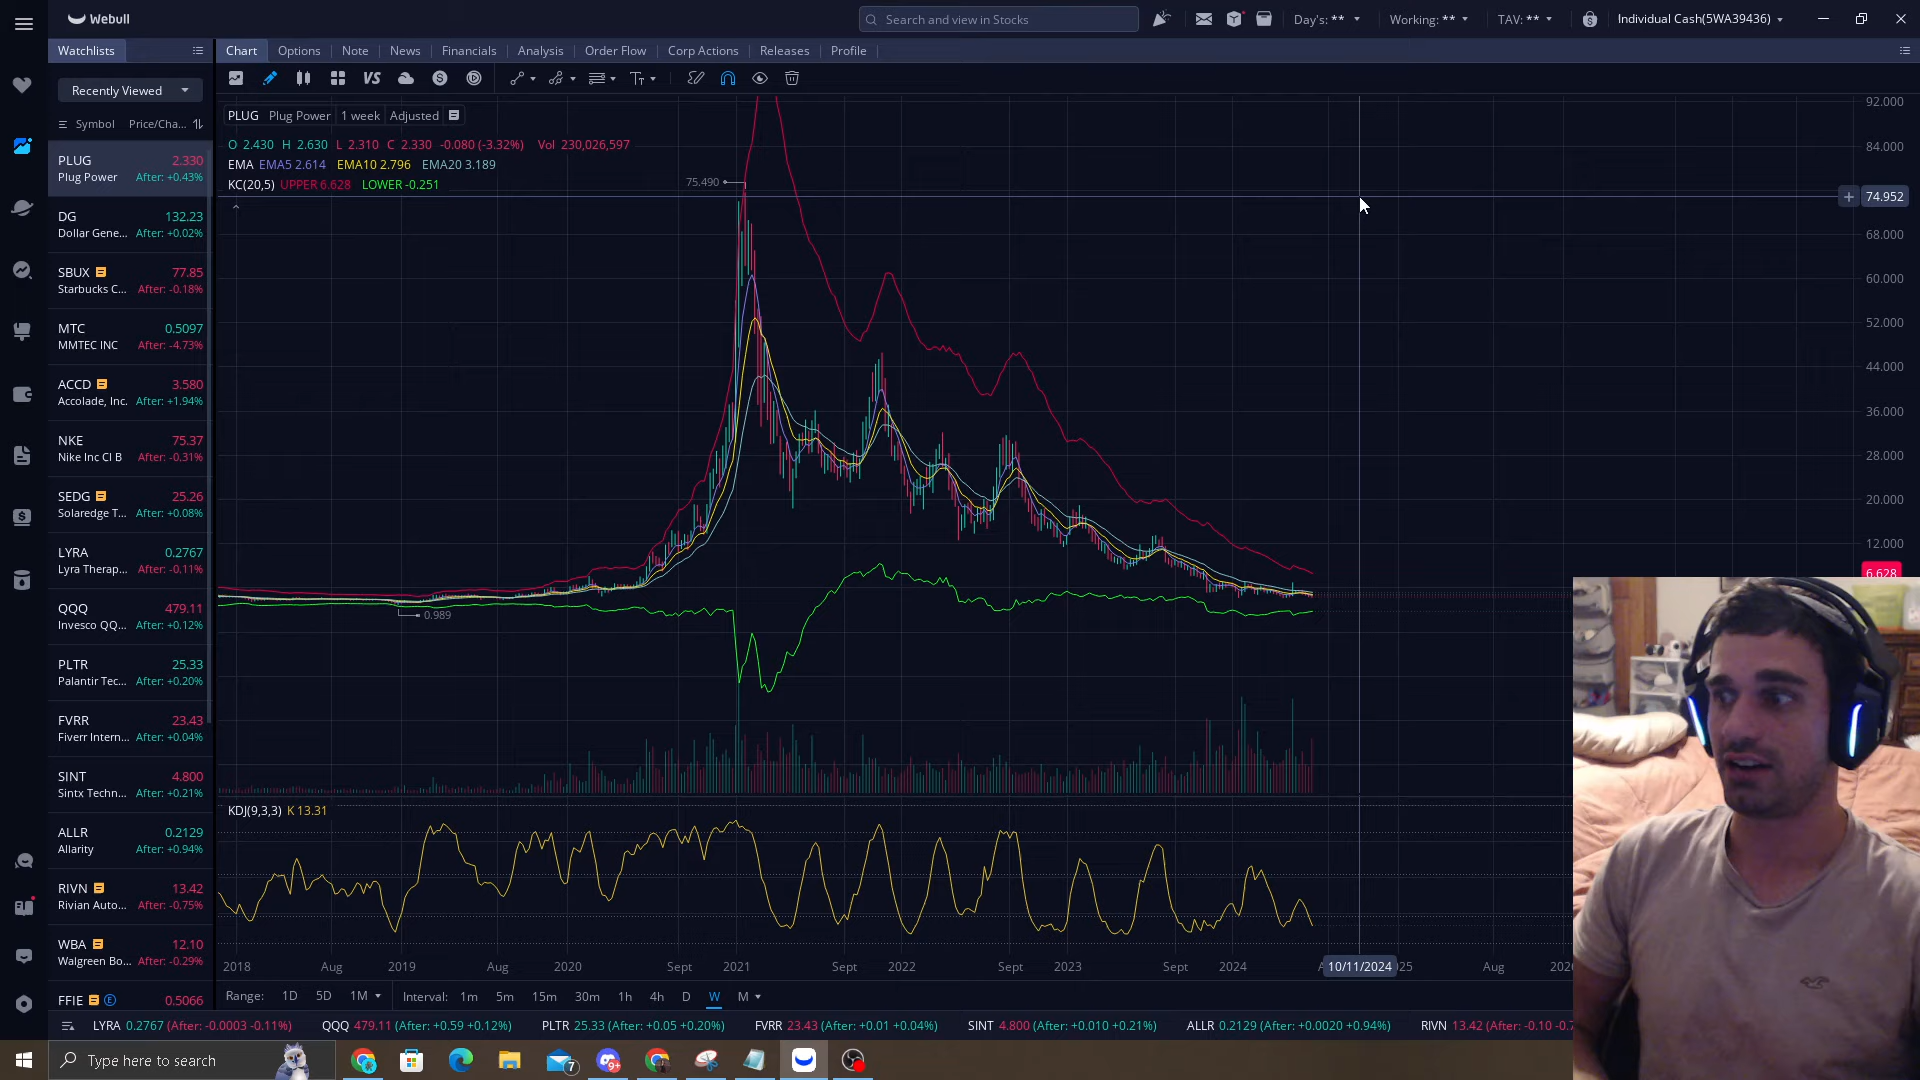 Webull
Search and view in Stocks
Day's: **
Working: **
TAV: **
Individual Cash(5WA39436)
Watchlists
Chart
Options
Note
News
Financials
Analysis
Order Flow
Corp Actions
Releases
Profile
Recently Viewed
Symbol Price/Cha...
PLUG 2.330
Plug Power After: +0.43%
DG 132.23
Dollar Gene... After: +0.02%
SBUX 77.85
Starbucks C... After: -0.18%
MTC 0.5097
MMTEC INC After: -4.73%
ACCD 3.580
Accolade, Inc. After: +1.94%
NKE 75.37
Nike Inc Cl B After: -0.31%
SEDG 25.26
Solaredge T... After: +0.08%
LYRA 0.2767
Lyra Therap... After: -0.11%
QQQ 479.11
Invesco QQ... After: +0.12%
PLTR 25.33
Palantir Tec... After: +0.20%
FVRR 23.43
Fiverr Intern... After: +0.04%
SINT 4.800
Sintx Techn... After: +0.21%
ALLR 0.2129
Allarity After: +0.94%
RIVN 13.42
Rivian Auto... After: -0.75%
WBA 12.10
Walgreen Bo... After: -0.29%
FFIE E 0.5066
VS
S
PLUG Plug Power 1 week Adjusted
O 2.430 H 2.630 L 2.310 C 2.330 -0.080 (-3.32%) Vol 230,026,597
EMA EMA5 2.614 EMA10 2.796 EMA20 3.189
KC(20,5) UPPER 6.628 LOWER -0.251
75.490
0.989
92.000
84.000
74.952
68.000
60.000
52.000
44.000
36.000
28.000
20.000
12.000
6.628
KDJ(9,3,3) K 13.31
2018 Aug 2019 Aug 2020 Sept 2021 Sept 2022 Sept 2023 Sept 2024 10/11/2024 Aug
Range: 1D 5D 1M Interval: 1m 5m 15m 30m 1h 4h D W M
LYRA 0.2767 (After: -0.0003 -0.11%) QQQ 479.11 (After: +0.59 +0.12%) PLTR 25.33 (After: +0.05 +0.20%) FVRR 23.43 (After: +0.01 +0.04%) SINT 4.800 (After: +0.010 +0.21%) ALLR 0.2129 (After: +0.0020 +0.94%) RIVN 13.42 (After: -0.10
Type here to search
7
9+